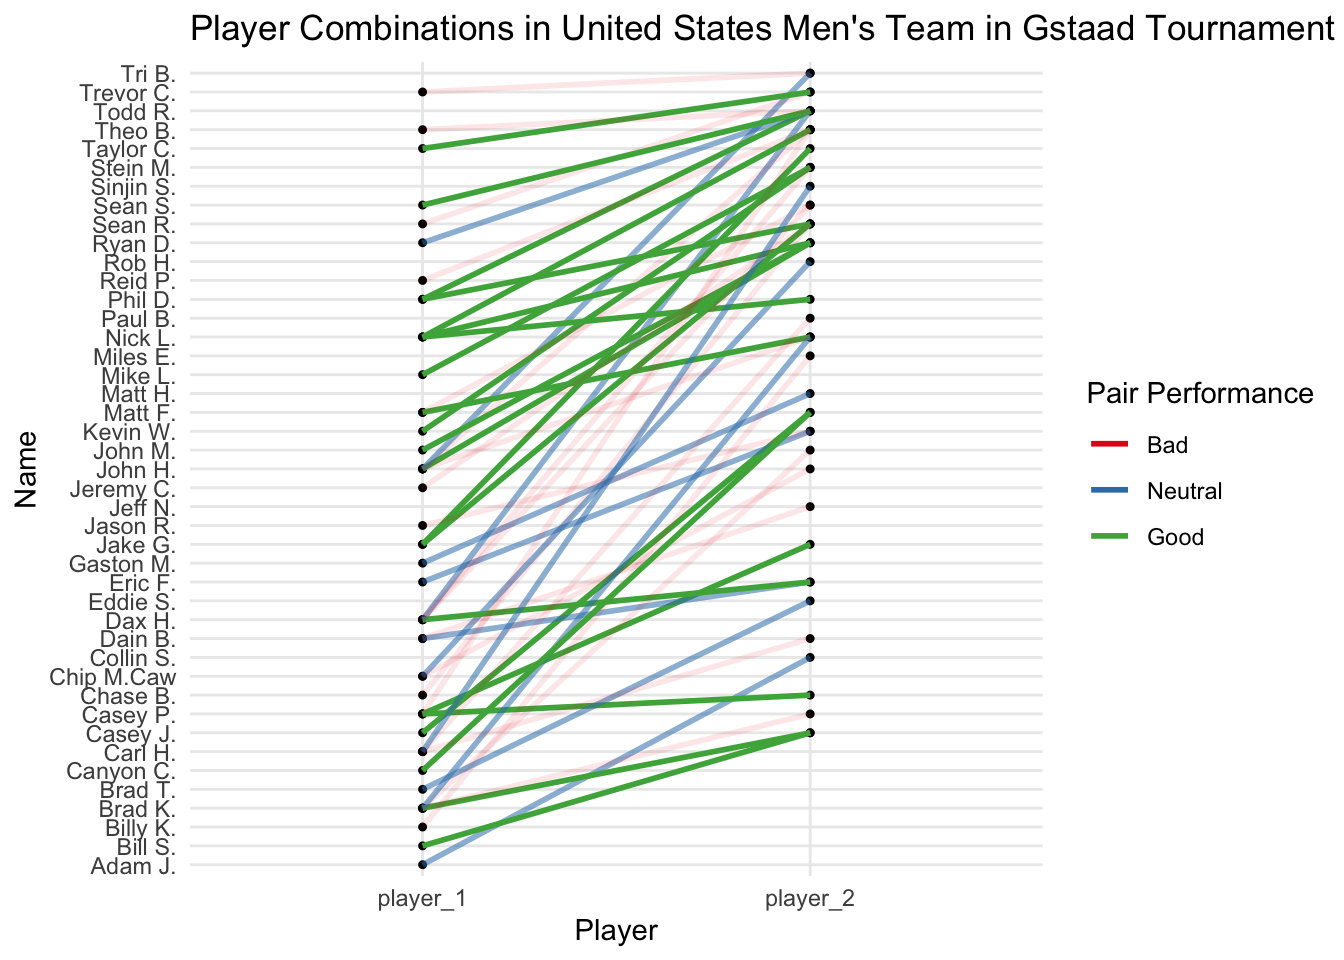 Player Combinations in United States Men's Team in Gstaad Tournament
Tri B.
Trevor C.
Todd R.
Theo B.
Taylor C.
Stein M.
Sinjin S.
Sean S.
Sean R.
Ryan D.
Rob H.
Reid P.
Phil D.
Paul B.
Nick L.
Miles E.
Mike L.
Matt H.
Matt F.
Kevin W.
John M.
John H.
Jeremy C.
Jeff N.
Jason R.
Jake G.
Gaston M.
Eric F.
Eddie S.
Dax H.
Dain B.
Collin S.
Chip M.Caw
Chase B.
Casey P.
Casey J.
Carl H.
Canyon C.
Brad T.
Brad K.
Billy K.
Bill S.
Adam J.
Name
player_1
player_2
Player
Pair Performance
Bad
Neutral
Good